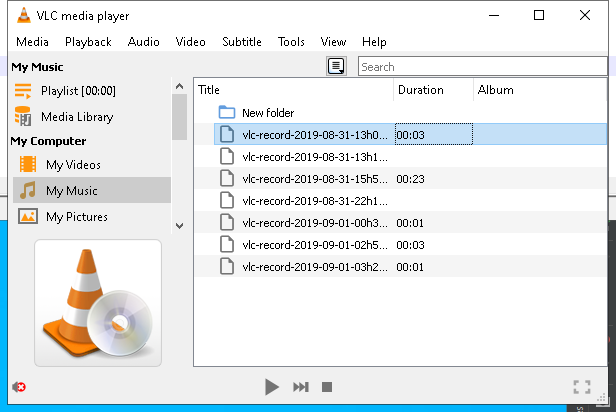 VLC media player
Media Playback Audio Video Subtitle Tools View Help
My Music
Search
Playlist [00:00]
Media Library
My Computer
My Videos
My Music
My Pictures
Title Duration Album
New folder
vlc-record-2019-08-31-13h0... 00:03
vlc-record-2019-08-31-13h1...
vlc-record-2019-08-31-15h5... 00:23
vlc-record-2019-08-31-22h1...
vlc-record-2019-09-01-00h3... 00:01
vlc-record-2019-09-01-02h5... 00:03
vlc-record-2019-09-01-03h2... 00:01